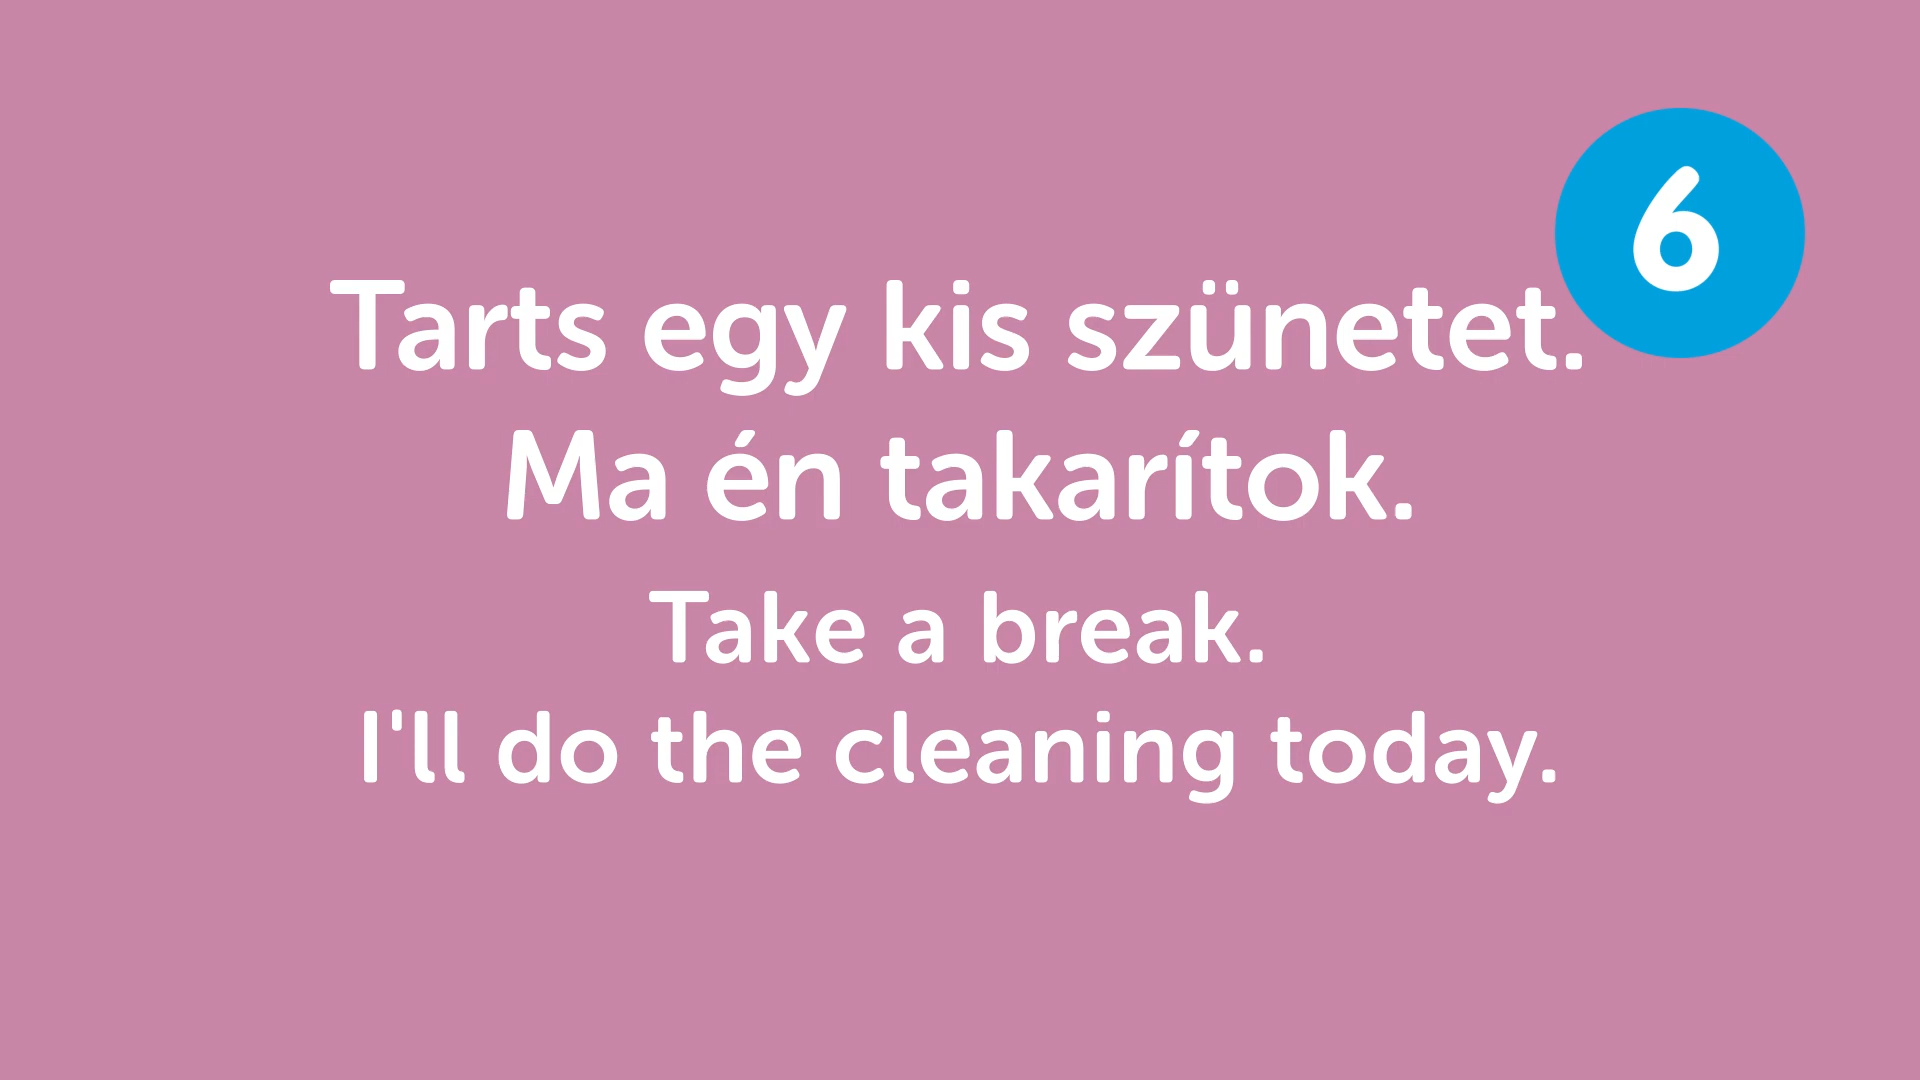 6
Tarts egy kis szünetet.
Ma én takarítok.
Take a break.
I'll do the cleaning today.